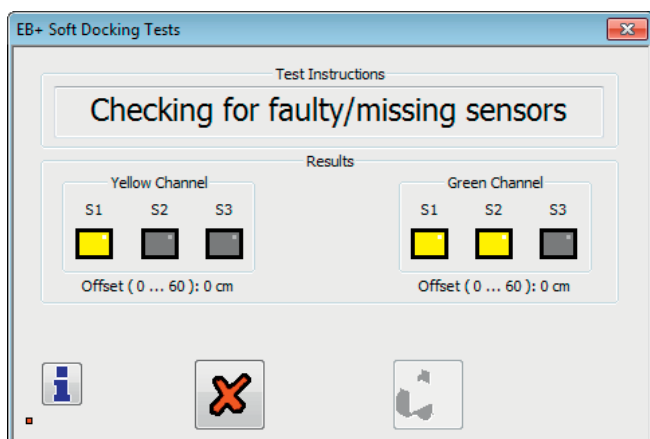 EB+ Soft Docking Tests
Test Instructions
Checking for faulty/missing sensors
Results
Yellow Channel
Green Channel
S1 S2 S3
S1 S2 S3
Offset ( 0 ... 60 ): 0 cm
Offset ( 0 ... 60 ): 0 cm